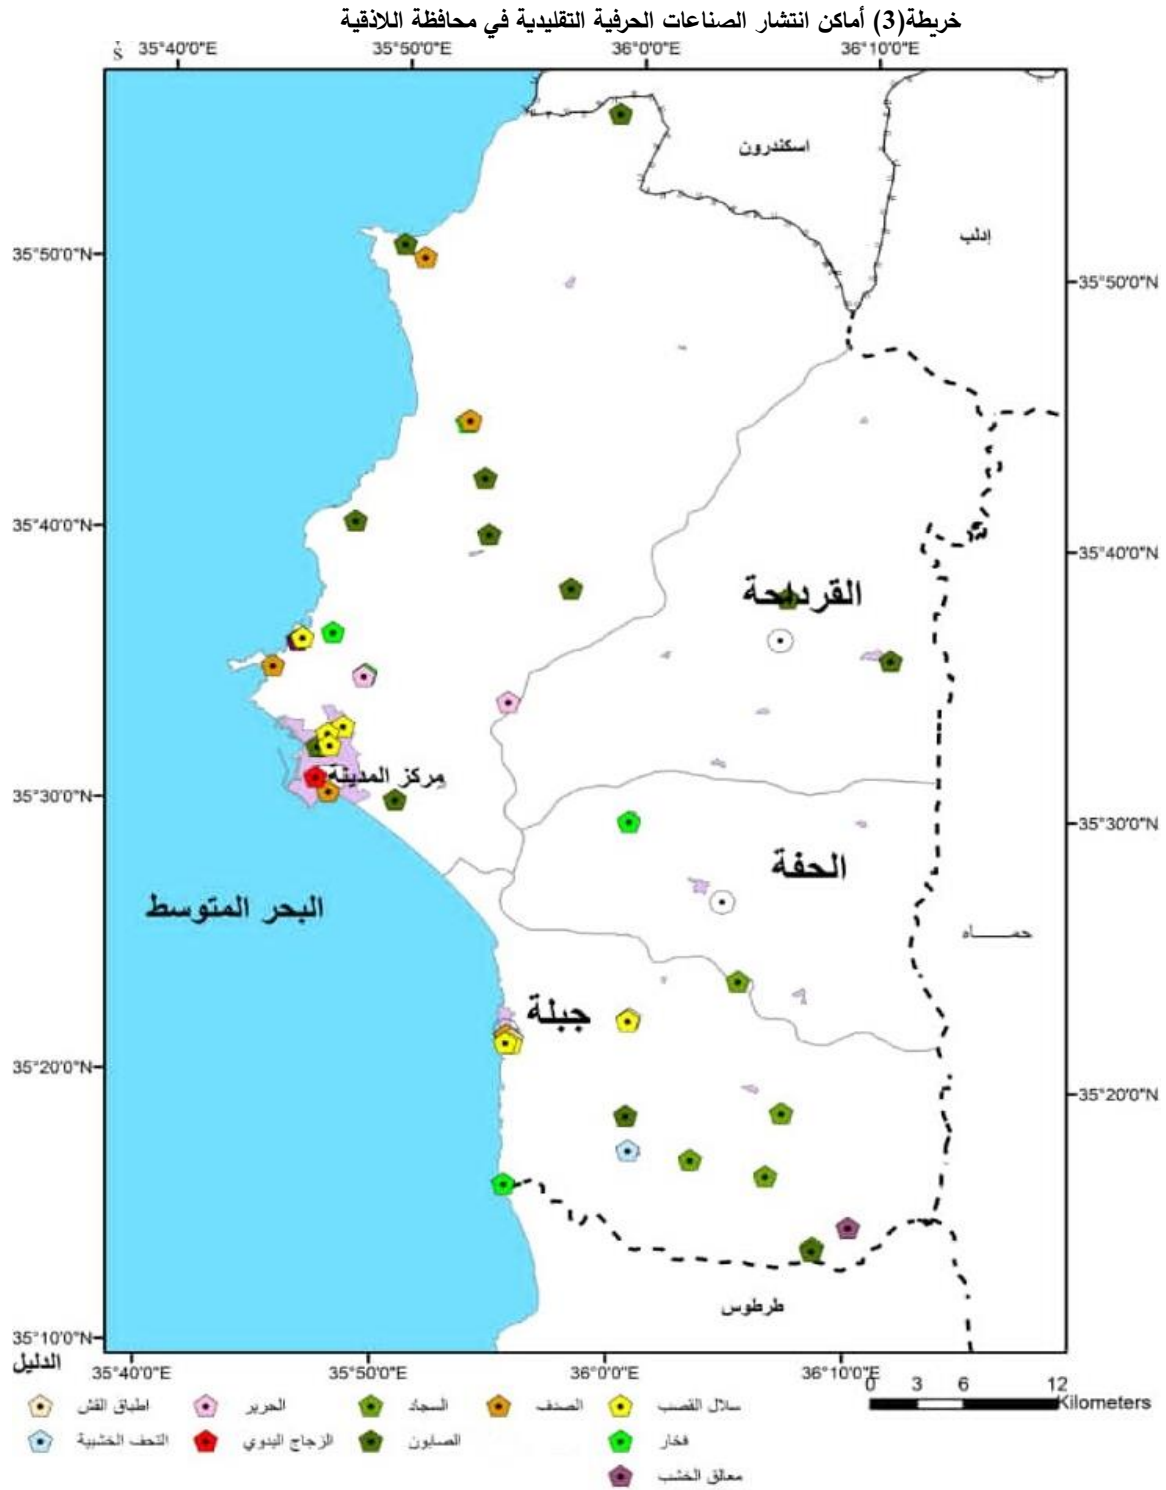 خريطة(3) أماكن انتشار الصناعات الحرفية التقليدية في محافظة اللاذقية
35°40'0"E 35°50'0"E 36°00'0"E 36°10'0"E
اسكندرون
إدلب
35°50'0"N
35°50'0"N
35°40'0"N
35°40'0"N
القرداحة
مركز المدينة
35°30'0"N
35°30'0"N
الحفة
البحر المتوسط
حمـــــاه
جبلة
35°20'0"N
35°20'0"N
طرطوس
35°10'0"N
35°40'0"E 35°50'0"E 36°00'0"E 36°10'0"E
الدليل
0 3 6 12
Kilometers
اطباق القش الحرير السجاد الصدف سلال القصب
التحف الخشبية الزجاج اليدوي الصابون فخار
معالق الخشب